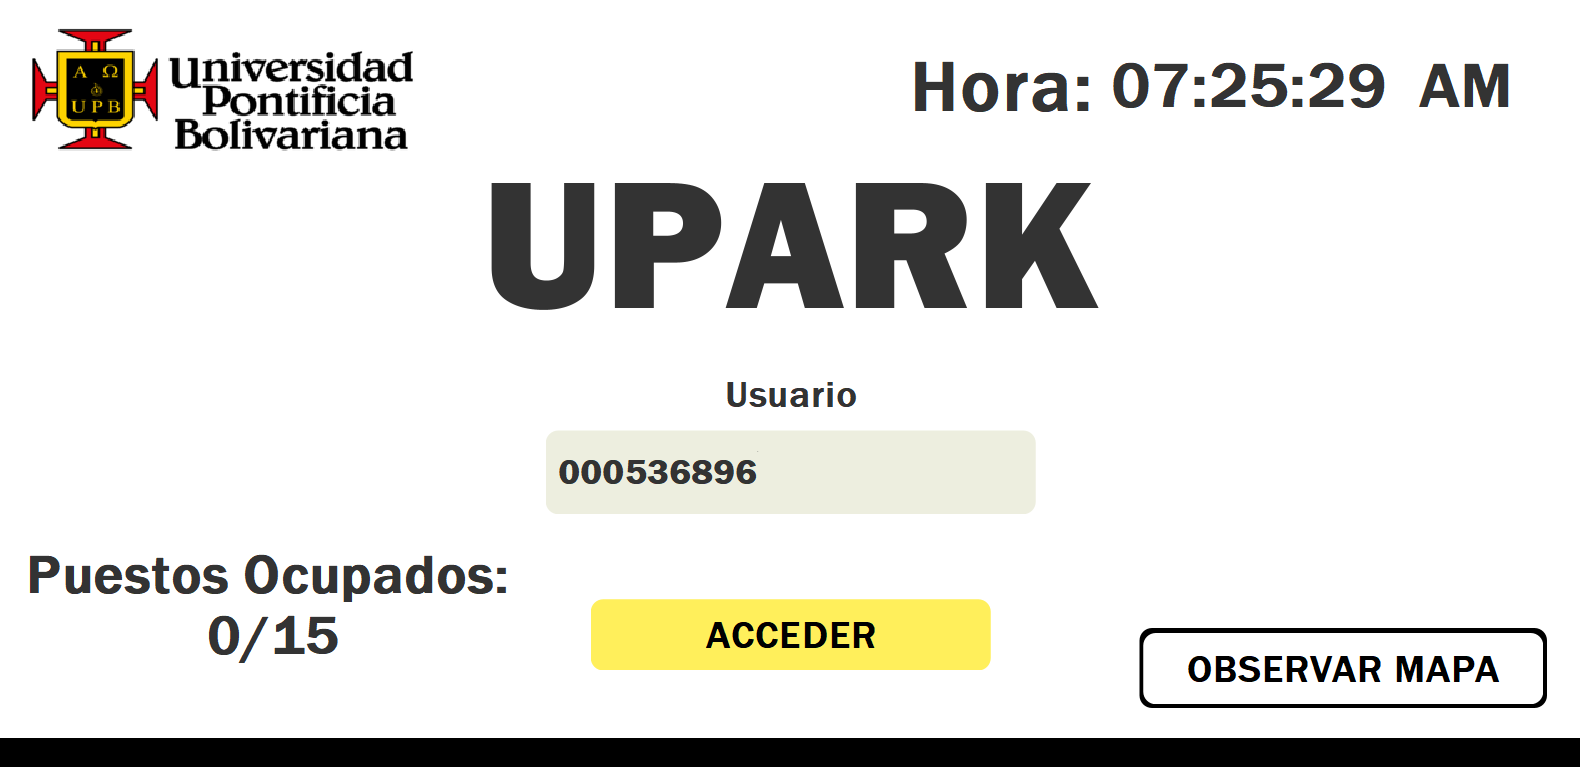 Α Ω
UPB
Universidad
Pontificia
Bolivariana
Hora: 07:25:29 AM
UPARK
Usuario
000536896
Puestos Ocupados:
0/15
ACCEDER
OBSERVAR MAPA